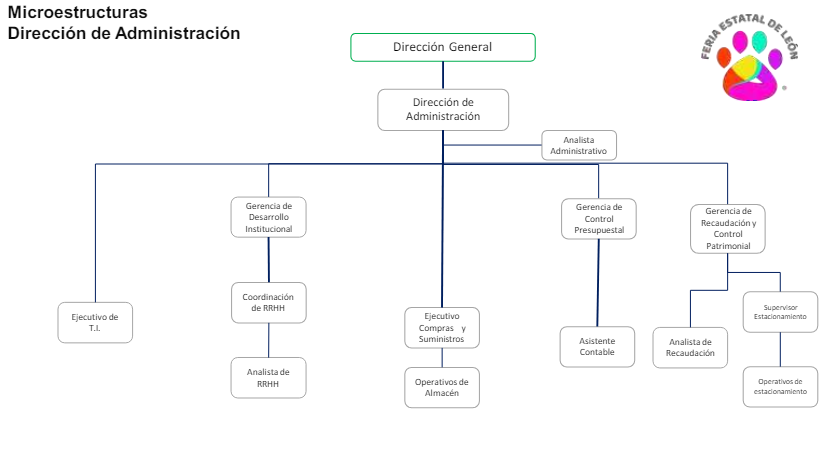 Microestructuras
Dirección de Administración
FERIA ESTATAL DE LEÓN
Dirección General
Dirección de
Administración
Analista
Administrativo
Gerencia de
Desarrollo
Institucional
Gerencia de
Control
Presupuestal
Gerencia de
Recaudación y
Control
Patrimonial
Coordinación
de RRHH
Ejecutivo de
T.I.
Ejecutivo
Compras y
Suministros
Supervisor
Estacionamiento
Asistente
Contable
Analista de
Recaudación
Analista de
RRHH
Operativos de
Almacén
Operativos de
estacionamiento